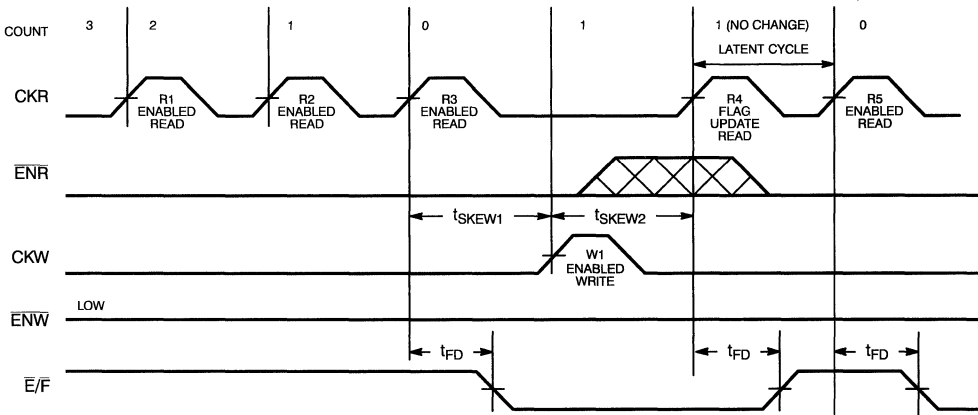 COUNT 3 2 1 0 1 1 (NO CHANGE) 0
LATENT CYCLE
CKR
R1
ENABLED
READ
R2
ENABLED
READ
R3
ENABLED
READ
R4
FLAG
UPDATE
READ
R5
ENABLED
READ
ENR
tSKEW1 tSKEW2
CKW
W1
ENABLED
WRITE
LOW
ENW
tFD tFD tFD
E/F